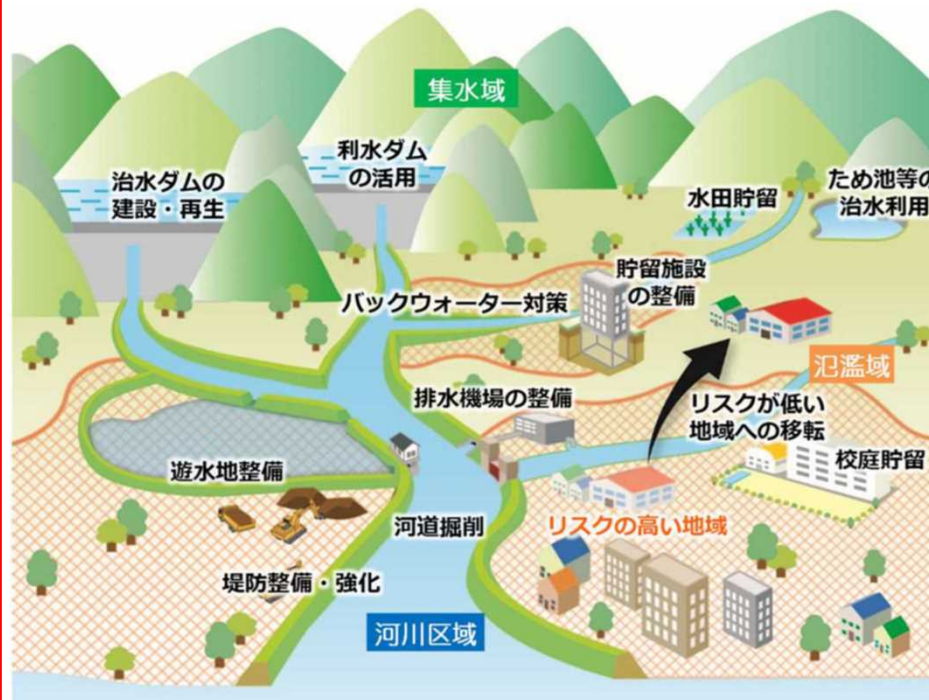 集水域
利水ダム
の活用
治水ダムの
建設・再生
水田貯留
ため池等の
治水利用
貯留施設
の整備
バックウォーター対策
氾濫域
排水機場の整備
リスクが低い
地域への移転
校庭貯留
遊水地整備
河道掘削
リスクの高い地域
堤防整備・強化
河川区域